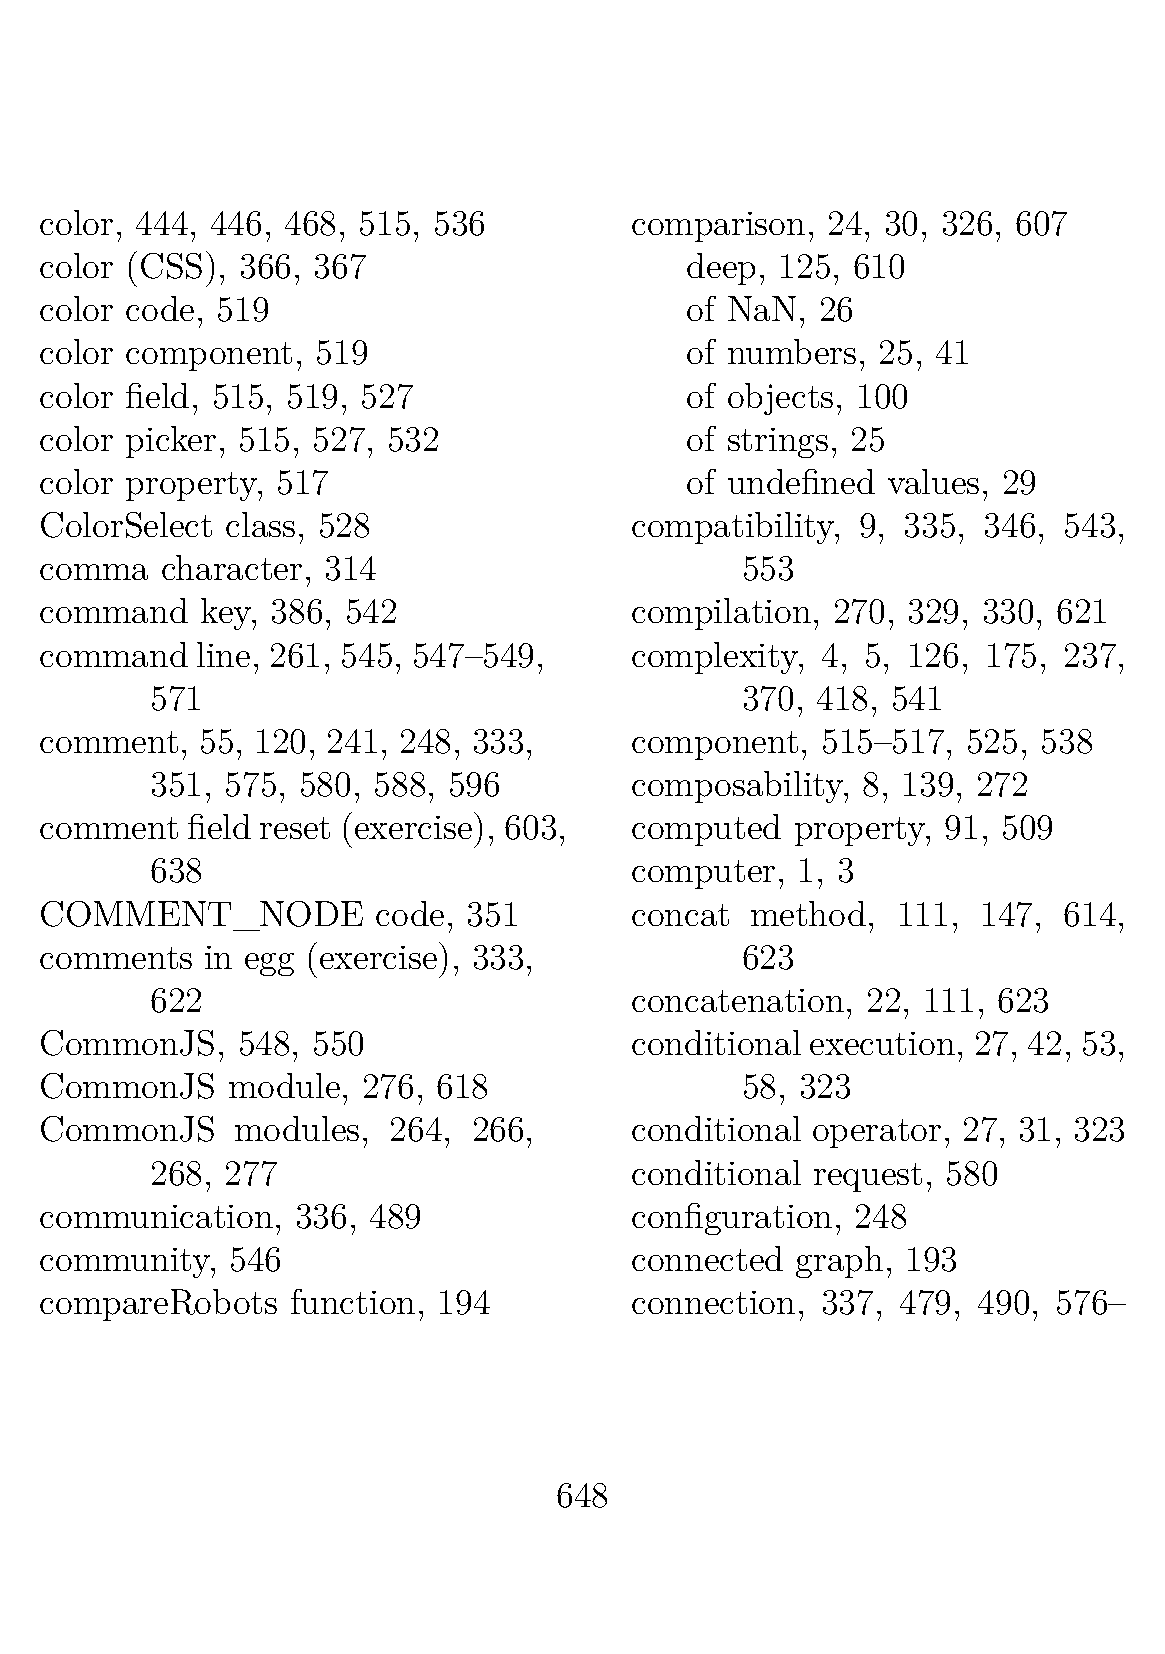 color, 444, 446, 468, 515, 536
color (CSS), 366, 367
color code, 519
color component, 519
color field, 515, 519, 527
color picker, 515, 527, 532
color property, 517
ColorSelect class, 528
comma character, 314
command key, 386, 542
command line, 261, 545, 547–549,
571
comment, 55, 120, 241, 248, 333,
351, 575, 580, 588, 596
comment field reset (exercise), 603,
638
COMMENT_NODE code, 351
comments in egg (exercise), 333,
622
CommonJS, 548, 550
CommonJS module, 276, 618
CommonJS modules, 264, 266,
268, 277
communication, 336, 489
community, 546
compareRobots function, 194
comparison, 24, 30, 326, 607
deep, 125, 610
of NaN, 26
of numbers, 25, 41
of objects, 100
of strings, 25
of undefined values, 29
compatibility, 9, 335, 346, 543,
553
compilation, 270, 329, 330, 621
complexity, 4, 5, 126, 175, 237,
370, 418, 541
component, 515–517, 525, 538
composability, 8, 139, 272
computed property, 91, 509
computer, 1, 3
concat method, 111, 147, 614,
623
concatenation, 22, 111, 623
conditional execution, 27, 42, 53,
58, 323
conditional operator, 27, 31, 323
conditional request, 580
configuration, 248
connected graph, 193
connection, 337, 479, 490, 576–
648